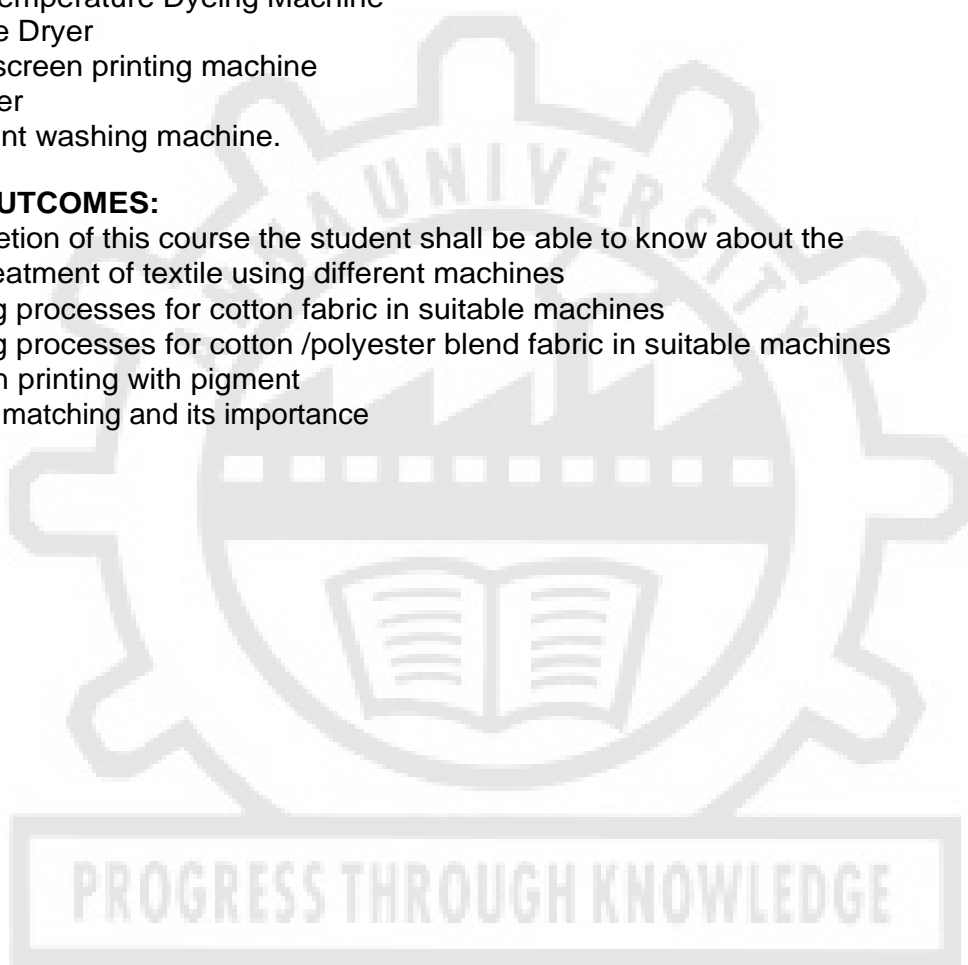 emperature Dyeing Machine
e Dryer
screen printing machine
er
nt washing machine.
UTCOMES:
etion of this course the student shall be able to know about the
eatment of textile using different machines
g processes for cotton fabric in suitable machines
g processes for cotton /polyester blend fabric in suitable machines
n printing with pigment
matching and its importance
UNIVERSITY
PROGRESS THROUGH KNOWLEDGE